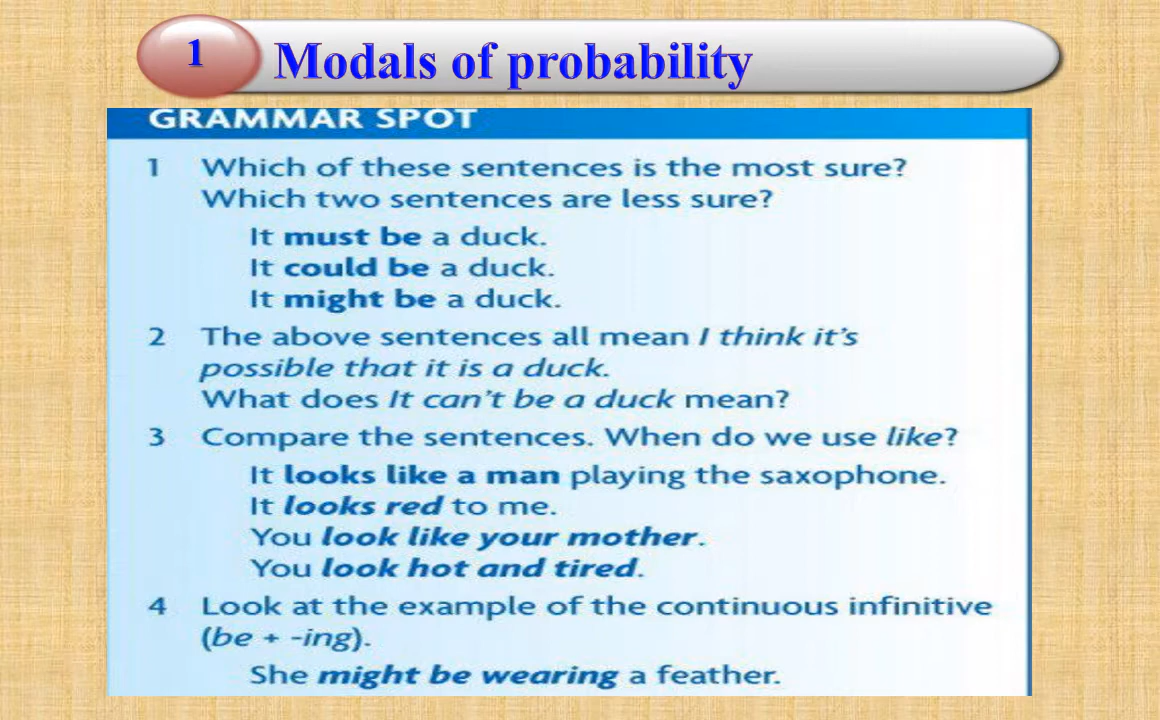 1
Modals of probability
GRAMMAR SPOT
1 Which of these sentences is the most sure?
Which two sentences are less sure?
It must be a duck.
It could be a duck.
It might be a duck.
2 The above sentences all mean I think it's
possible that it is a duck.
What does It can't be a duck mean?
3 Compare the sentences. When do we use like?
It looks like a man playing the saxophone.
It looks red to me.
You look like your mother.
You look hot and tired.
4 Look at the example of the continuous infinitive
(be + -ing).
She might be wearing a feather.